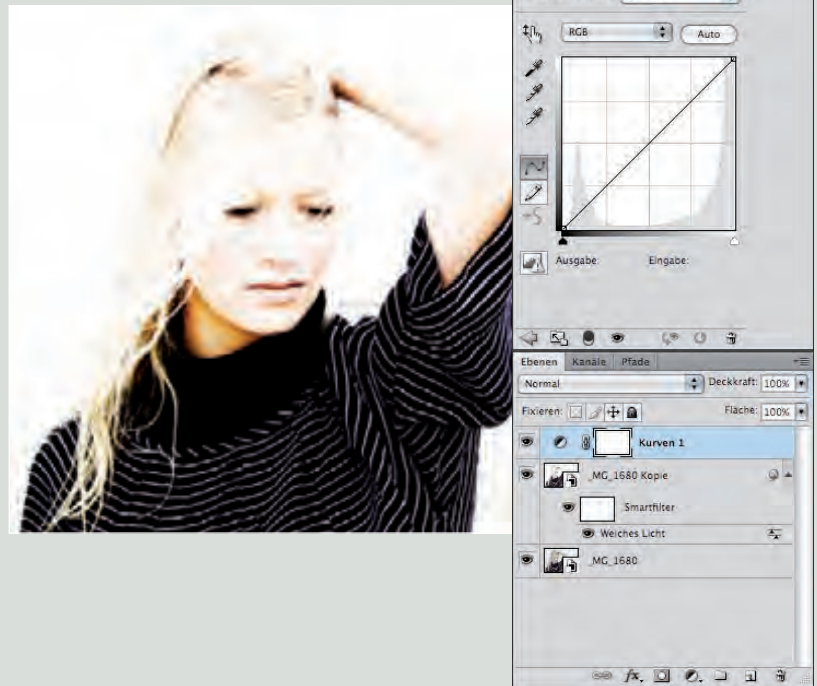 RGB
Auto
Ausgabe:
Eingabe:
Ebenen
Kanäle
Pfade
Normal
Deckkraft: 100%
Fixieren:
Fläche: 100%
Kurven 1
_MG_1680 Kopie
Smartfilter
Weiches Licht
_MG_1680
fx.